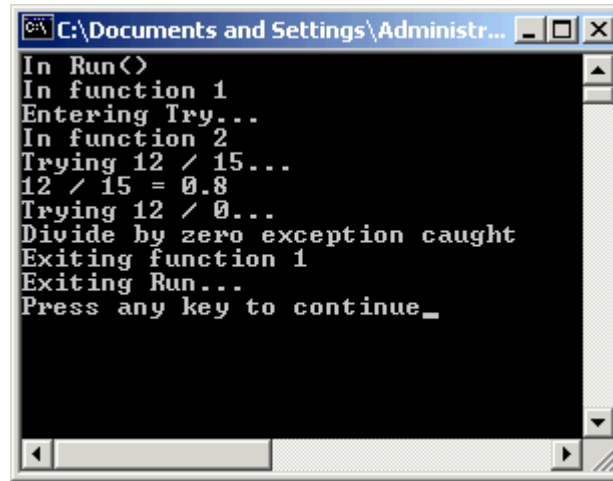 C:\Documents and Settings\Administr...
In Run()
In function 1
Entering Try...
In function 2
Trying 12 / 15...
12 / 15 = 0.8
Trying 12 / 0...
Divide by zero exception caught
Exiting function 1
Exiting Run...
Press any key to continue_